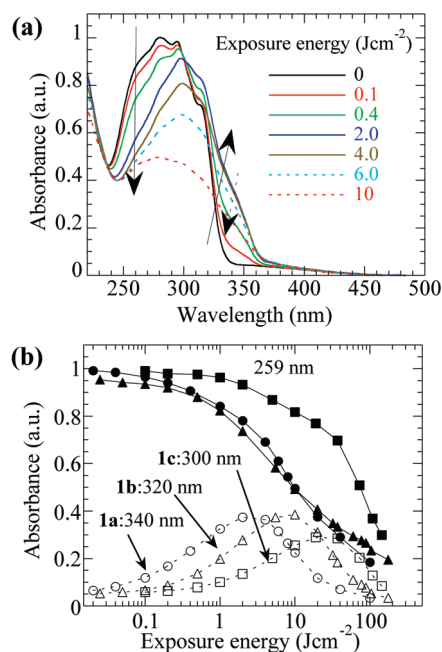 (a)
Exposure energy (Jcm-2)
0
0.1
0.4
2.0
4.0
6.0
10
1
0.8
0.6
0.4
0.2
0
Absorbance (a.u.)
250 300 350 400 450 500
Wavelength (nm)
(b)
259 nm
1c:300 nm
1b:320 nm
1a:340 nm
1
0.8
0.6
0.4
0.2
0
Absorbance (a.u.)
0.1 1 10 100
Exposure energy (Jcm-2)